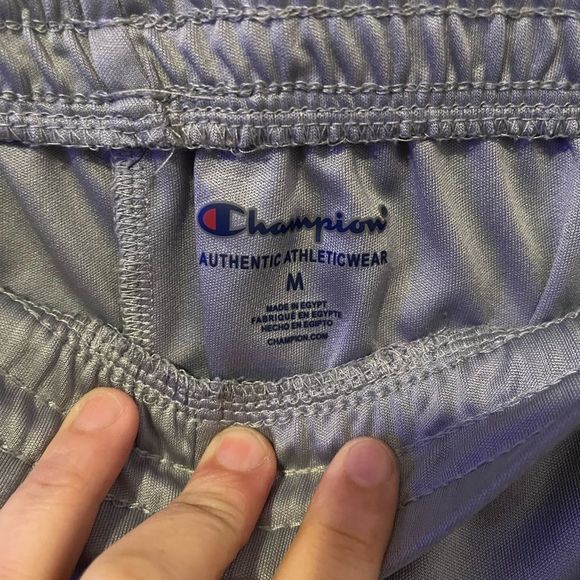 Champion
AUTHENTIC ATHLETICWEAR
M
MADE IN EGYPT
FABRIQUÉ EN EGYPTE
HECHO EN EGIPTO
CHAMPION.COM